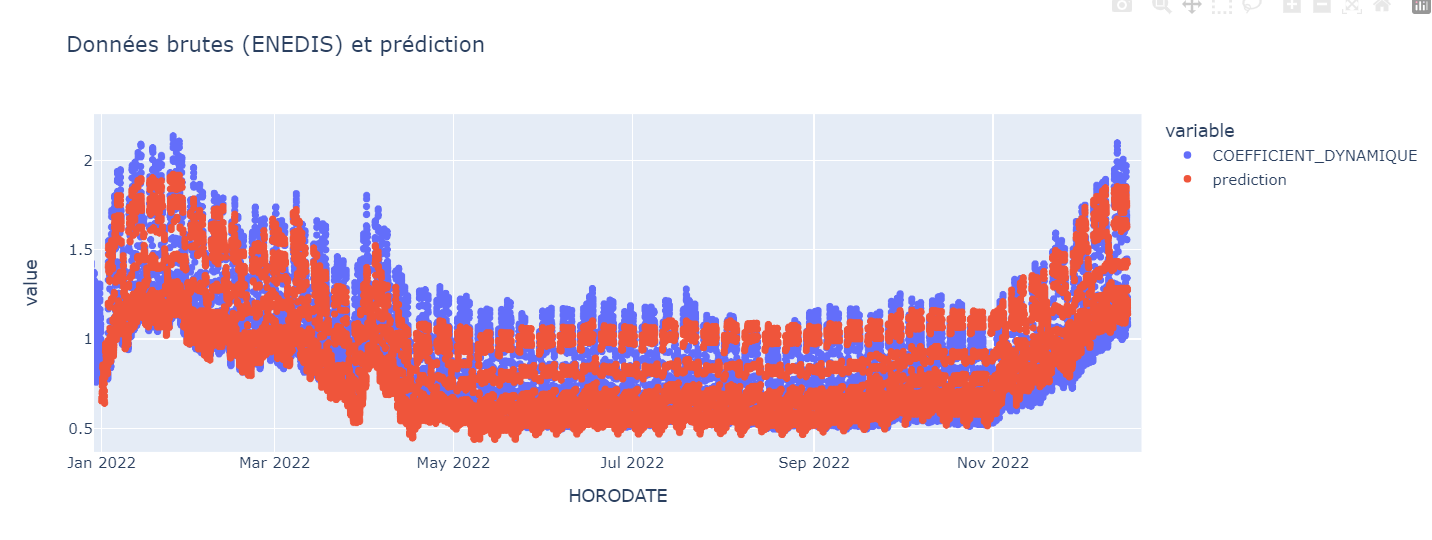 Données brutes (ENEDIS) et prédiction
variable
COEFFICIENT_DYNAMIQUE
prediction
2
1.5
1
0.5
value
Jan 2022
Mar 2022
May 2022
Jul 2022
Sep 2022
Nov 2022
HORODATE